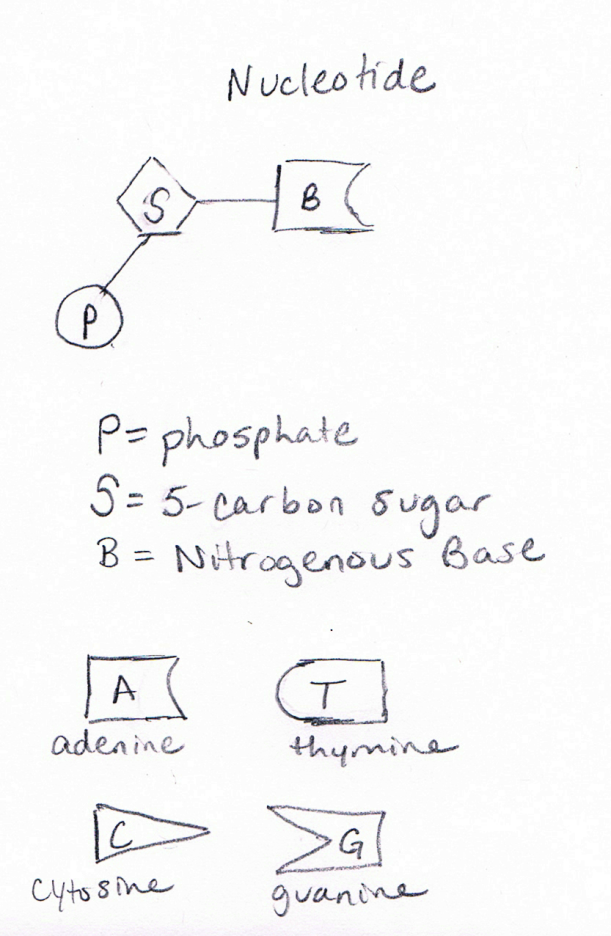 Nucleotide
S
B
P
P= phosphate
S= 5-carbon sugar
B = Nitrogenous Base
A
T
adenine
thymine
C
G
cytosine
guanine